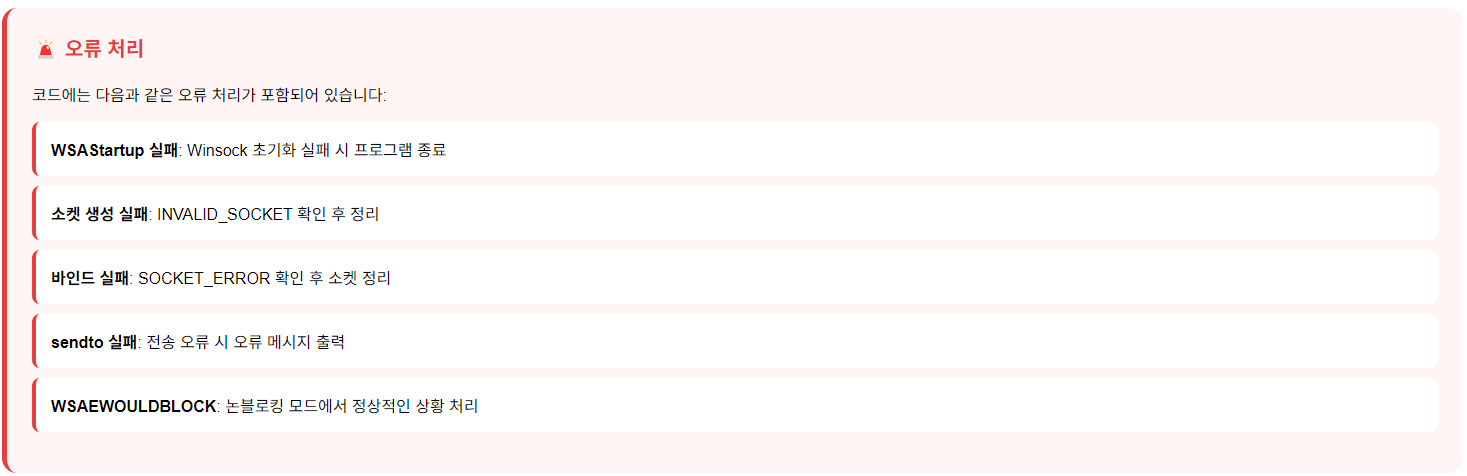 🚨 오류 처리
코드에는 다음과 같은 오류 처리가 포함되어 있습니다:
WSAStartup 실패: Winsock 초기화 실패 시 프로그램 종료
소켓 생성 실패: INVALID_SOCKET 확인 후 정리
바인드 실패: SOCKET_ERROR 확인 후 소켓 정리
sendto 실패: 전송 오류 시 오류 메시지 출력
WSAEWOULDBLOCK: 논블로킹 모드에서 정상적인 상황 처리